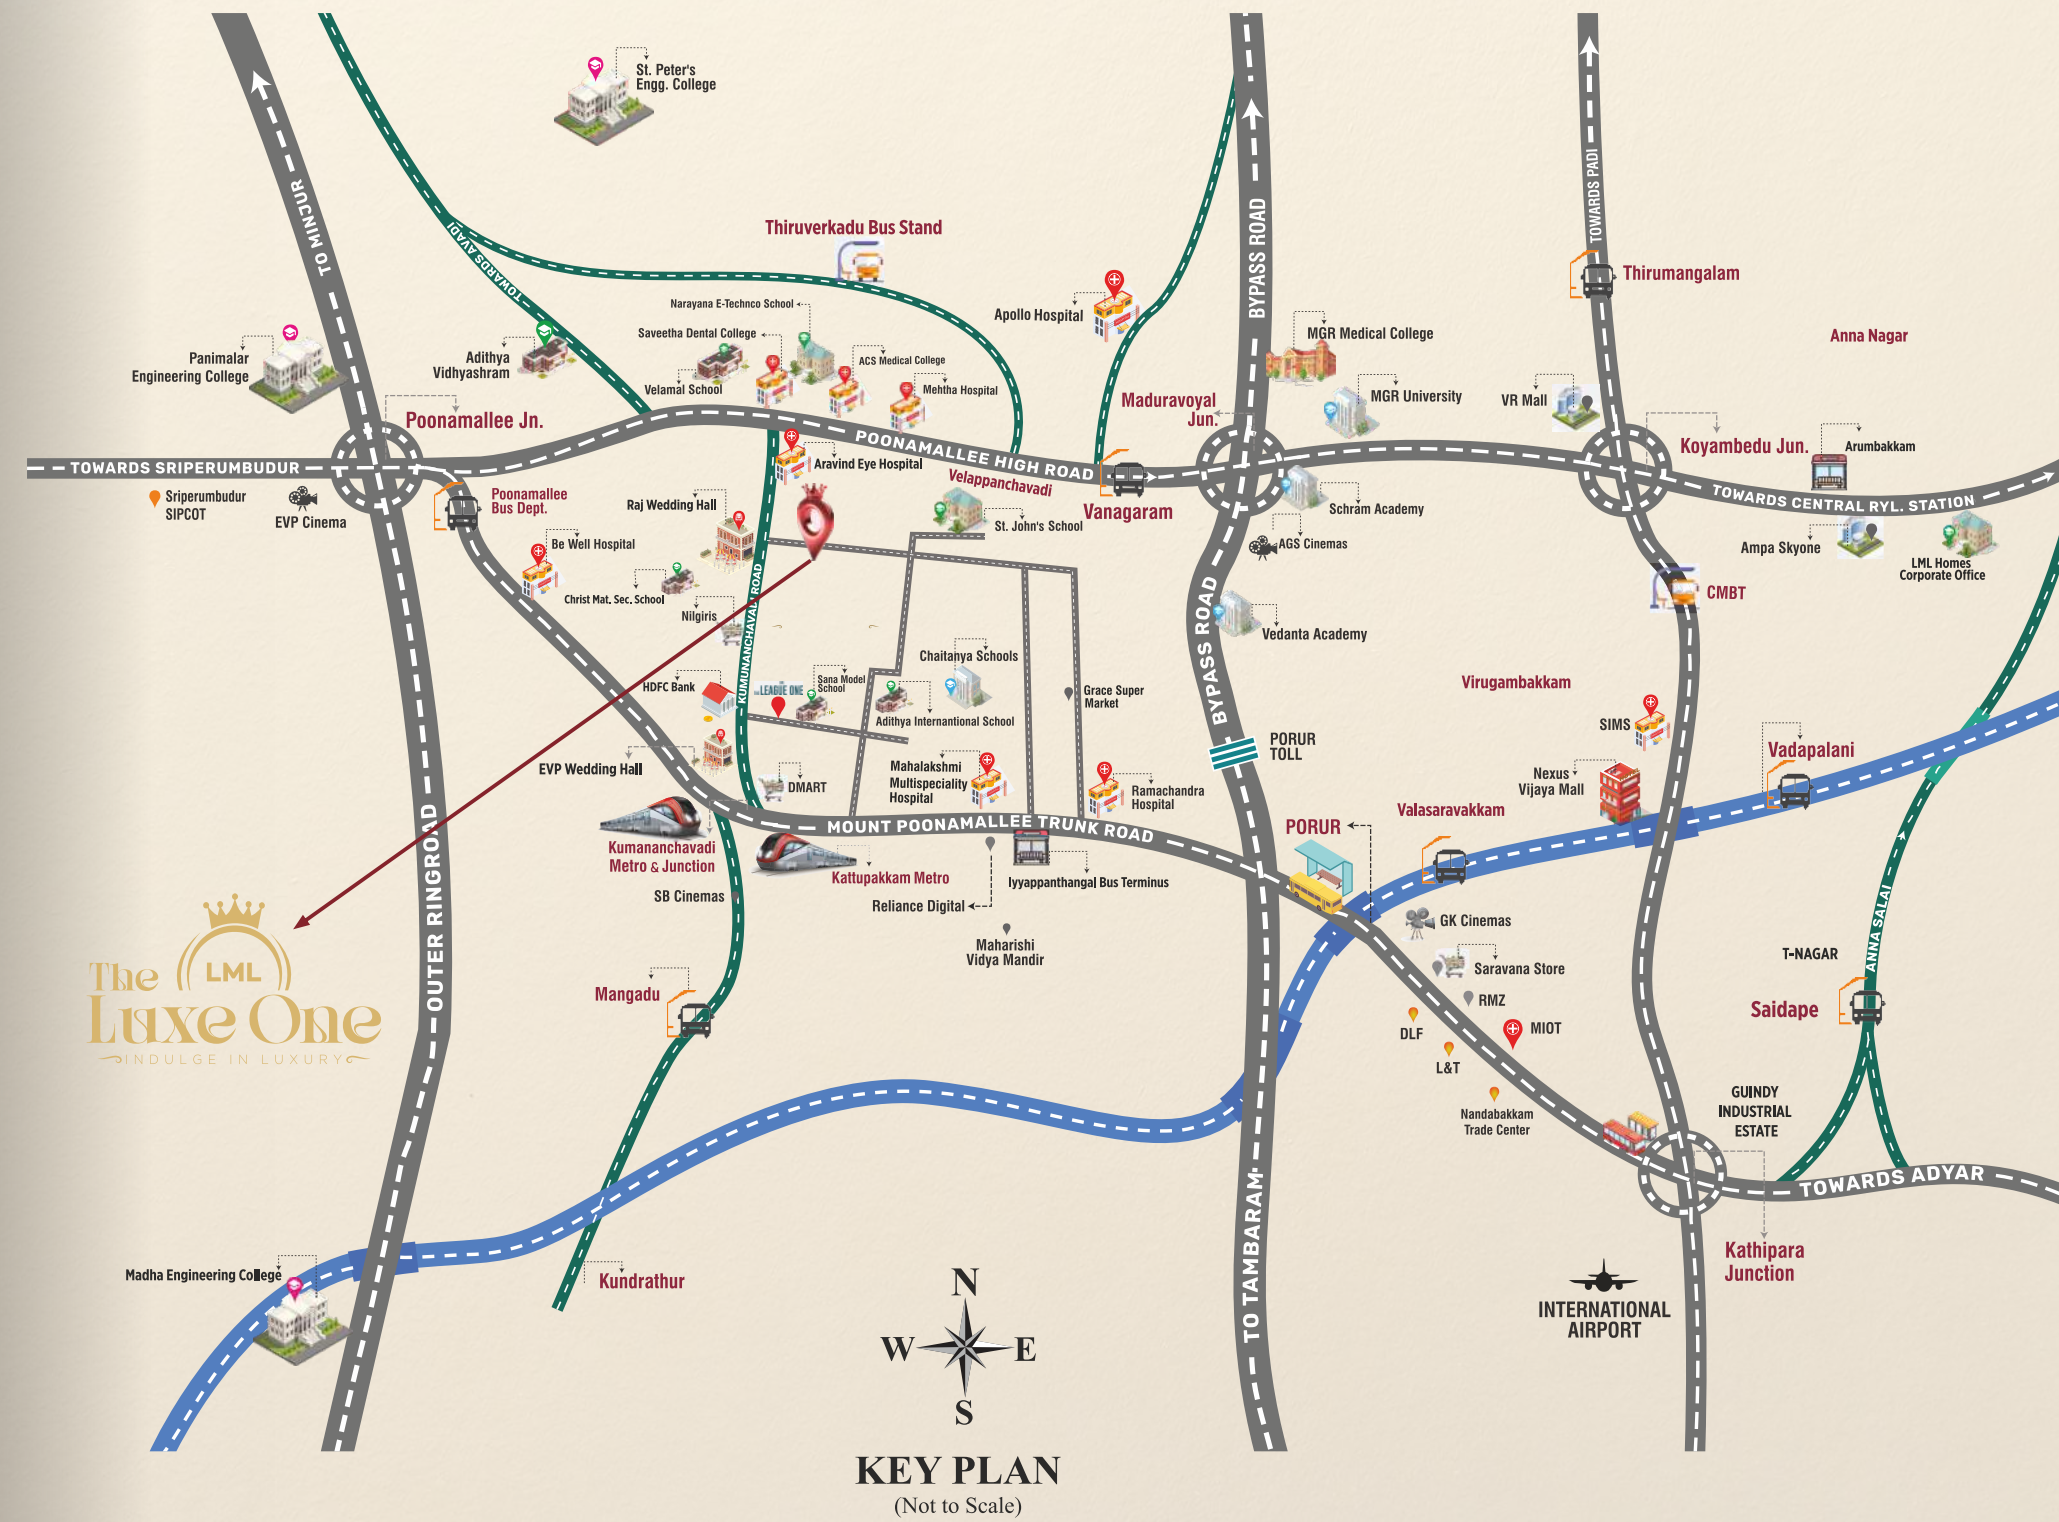 St. Peter's
Engg. College
TO MINJUR
TOWARDS AVADI
Thiruverkadu Bus Stand
BYPASS ROAD
TOWARDS PADI
Thirumangalam
Narayana E-Technco School
Saveetha Dental College
ACS Medical College
Velamal School
Mehtha Hospital
Apollo Hospital
MGR Medical College
Anna Nagar
Panimalar
Engineering College
Adithya
Vidhyashram
MGR University
VR Mall
Maduravoyal
Jun.
Poonamallee Jn.
POONAMALLEE HIGH ROAD
Koyambedu Jun.
Arumbakkam
TOWARDS SRIPERUMBUDUR
Aravind Eye Hospital
Velappanchavadi
TOWARDS CENTRAL RYL. STATION
Sriperumbudur
SIPCOT
EVP Cinema
Poonamallee
Bus Dept.
Raj Wedding Hall
St. John's School
Vanagaram
Schram Academy
AGS Cinemas
Ampa Skyone
LML Homes
Corporate Office
Be Well Hospital
Christ Mat. Sec. School
Nilgiris
KUMUNANCHAVADI ROAD
CMBT
BYPASS ROAD
Vedanta Academy
Chaitanya Schools
HDFC Bank
THE LEAGUE ONE
Sana Model
School
Adithya Internantional School
Grace Super
Market
Virugambakkam
SIMS
PORUR
TOLL
Vadapalani
EVP Wedding Hall
DMART
Mahalakshmi
Multispeciality
Hospital
Ramachandra
Hospital
Nexus
Vijaya Mall
Valasaravakkam
MOUNT POONAMALLEE TRUNK ROAD
PORUR
Kumananchavadi
Metro & Junction
Kattupakkam Metro
Iyyappanthangal Bus Terminus
SB Cinemas
Reliance Digital
OUTER RINGROAD
Maharishi
Vidya Mandir
GK Cinemas
Saravana Store
RMZ
DLF
MIOT
L&T
T-NAGAR
ANNA SALAI
Saidape
The
LML
Luxe One
INDULGE IN LUXURY
Mangadu
Nandabakkam
Trade Center
GUINDY
INDUSTRIAL
ESTATE
TOWARDS ADYAR
TO TAMBARAM
Kathipara
Junction
Madha Engineering College
Kundrathur
INTERNATIONAL
AIRPORT
N
W
E
S
KEY PLAN
(Not to Scale)